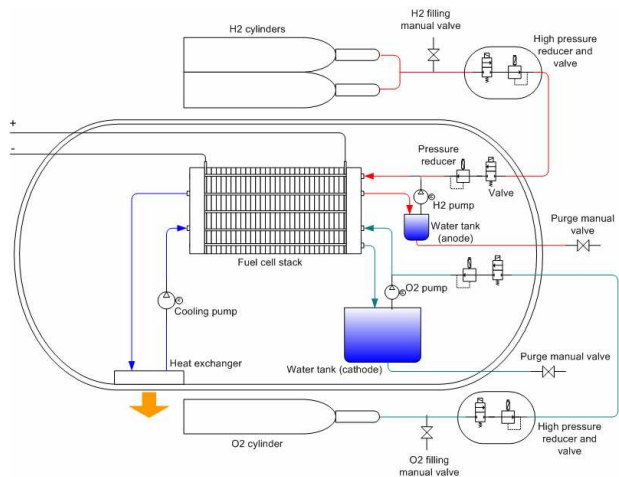 H2 filling
manual valve
H2 cylinders
High pressure
reducer and
valve
+
-
Pressure
reducer
Valve
H2 pump
Water tank
(anode)
Purge manual
valve
Fuel cell stack
O2 pump
Cooling pump
Heat exchanger
Water tank (cathode)
Purge manual valve
O2 cylinder
High pressure
reducer and
valve
O2 filling
manual valve